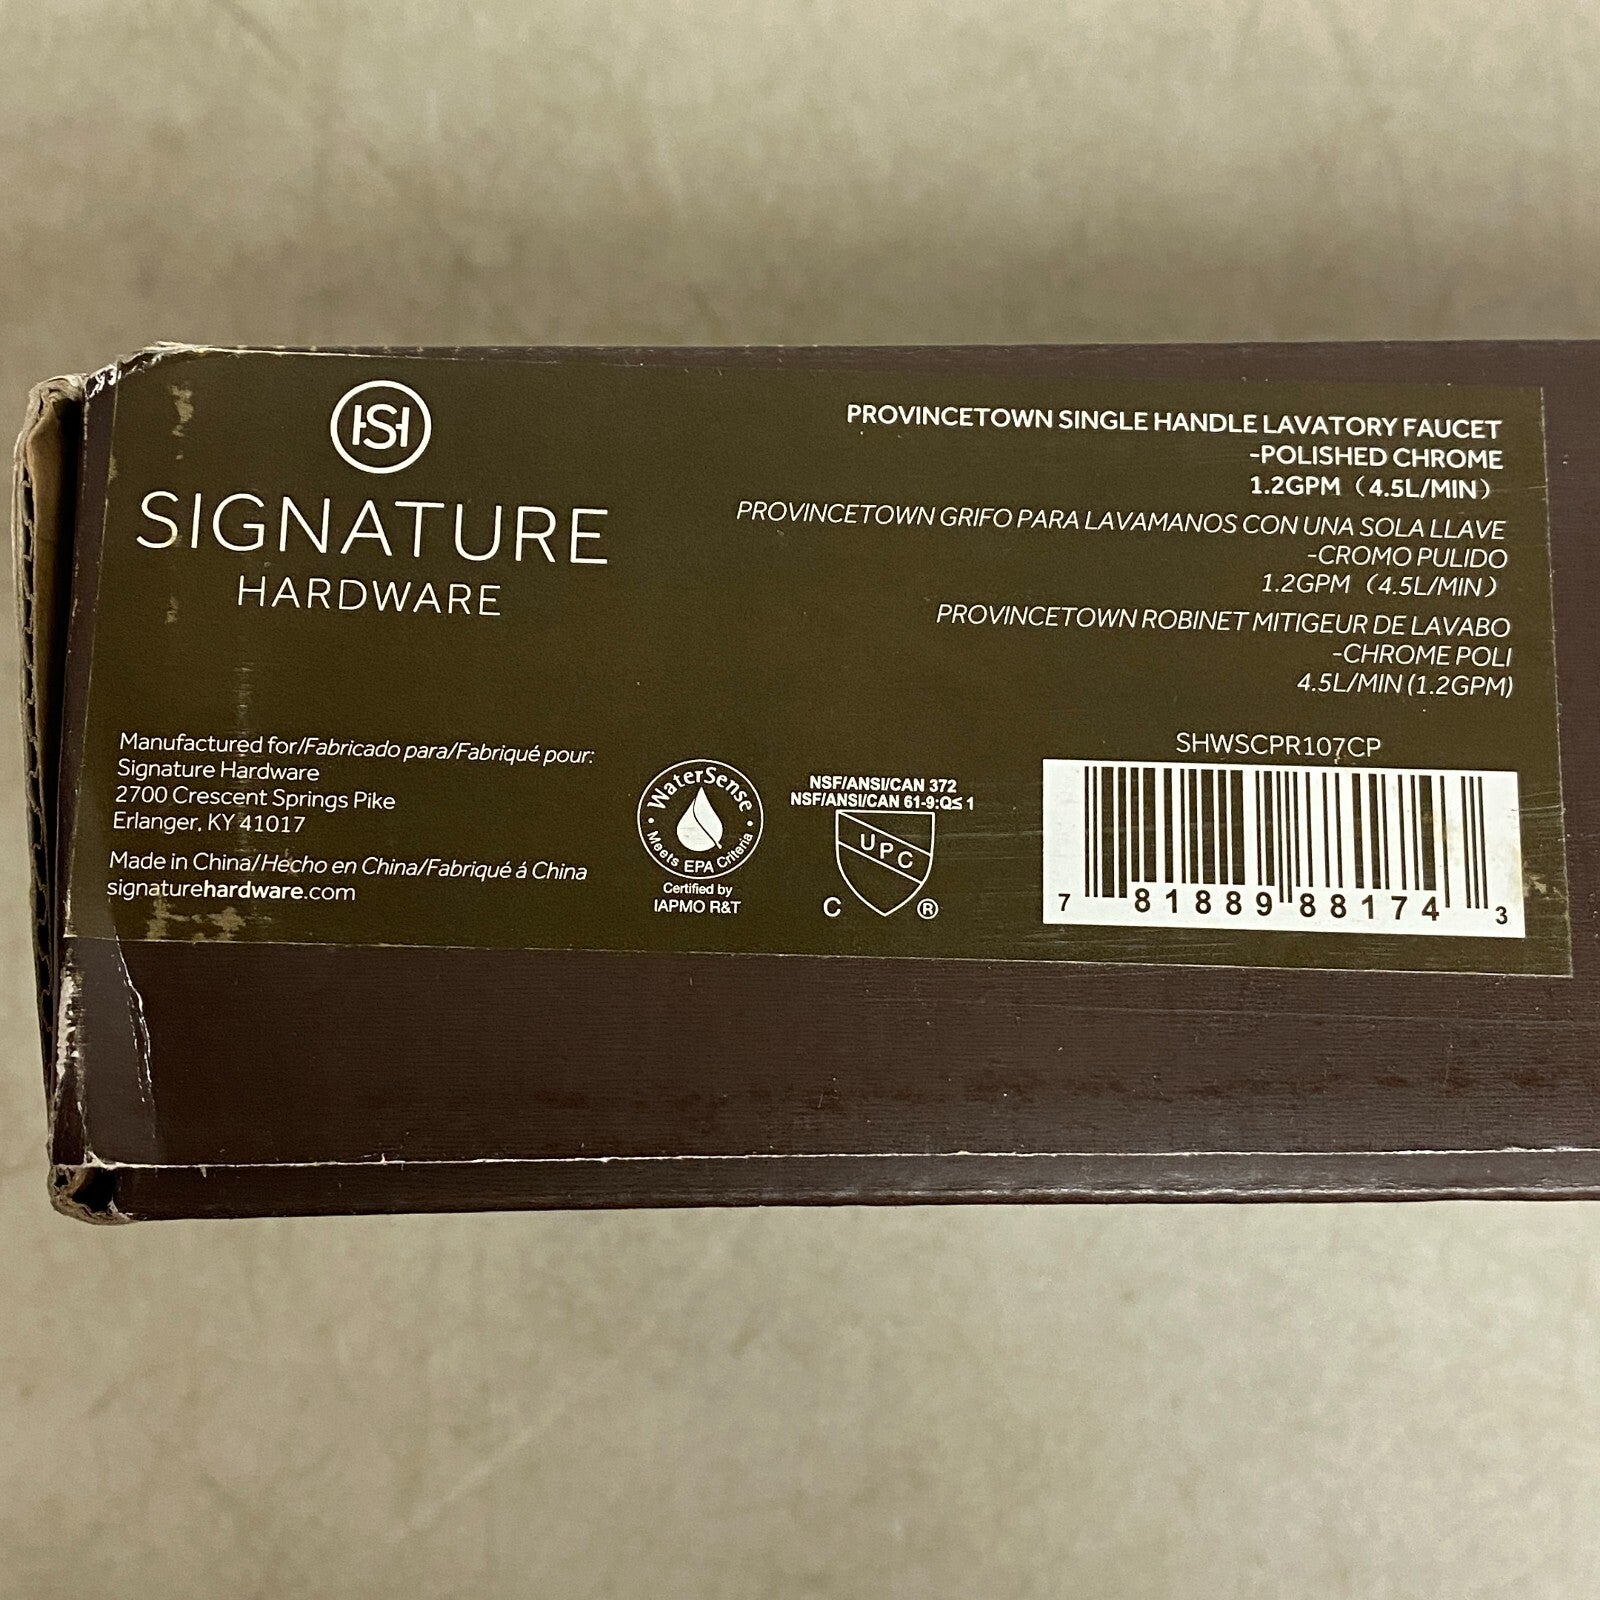 SH
SIGNATURE
HARDWARE
PROVINCETOWN SINGLE HANDLE LAVATORY FAUCET
-POLISHED CHROME
1.2GPM (4.5L/MIN)
PROVINCETOWN GRIFO PARA LAVAMANOS CON UNA SOLA LLAVE
-CROMO PULIDO
1.2GPM (4.5L/MIN)
PROVINCETOWN ROBINET MITIGEUR DE LAVABO
-CHROME POLI
4.5L/MIN (1.2GPM)
Manufactured for/Fabricado para/Fabriqué pour:
Signature Hardware
2700 Crescent Springs Pike
Erlanger, KY 41017
Made in China/Hecho en China/Fabriqué á China
signaturehardware.com
WaterSense
Meets EPA Criteria
Certified by
IAPMO R&T
NSF/ANSI/CAN 372
NSF/ANSI/CAN 61-9:Q≤1
UPC
C ®
SHWSCPR107CP
7 81889 88174 3